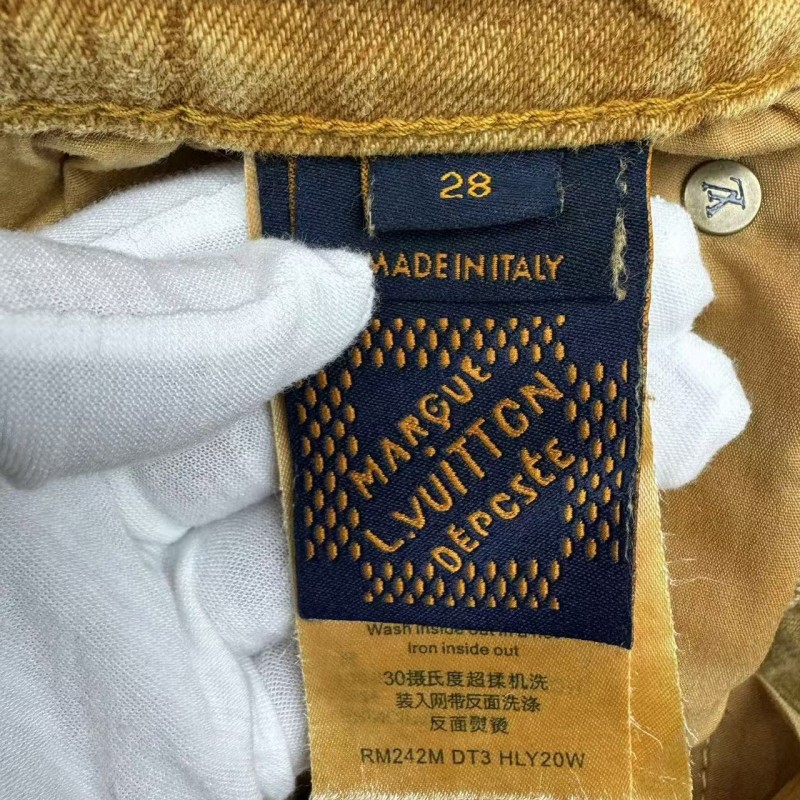 28
MADE IN ITALY
MARQUE
L.VUITTON
DÉPOSÉE
LV
Wash inside out in a
Iron inside out
30摄氏度超揉机洗
装入网带反面洗涤
反面熨烫
RM242M DT3 HLY20W